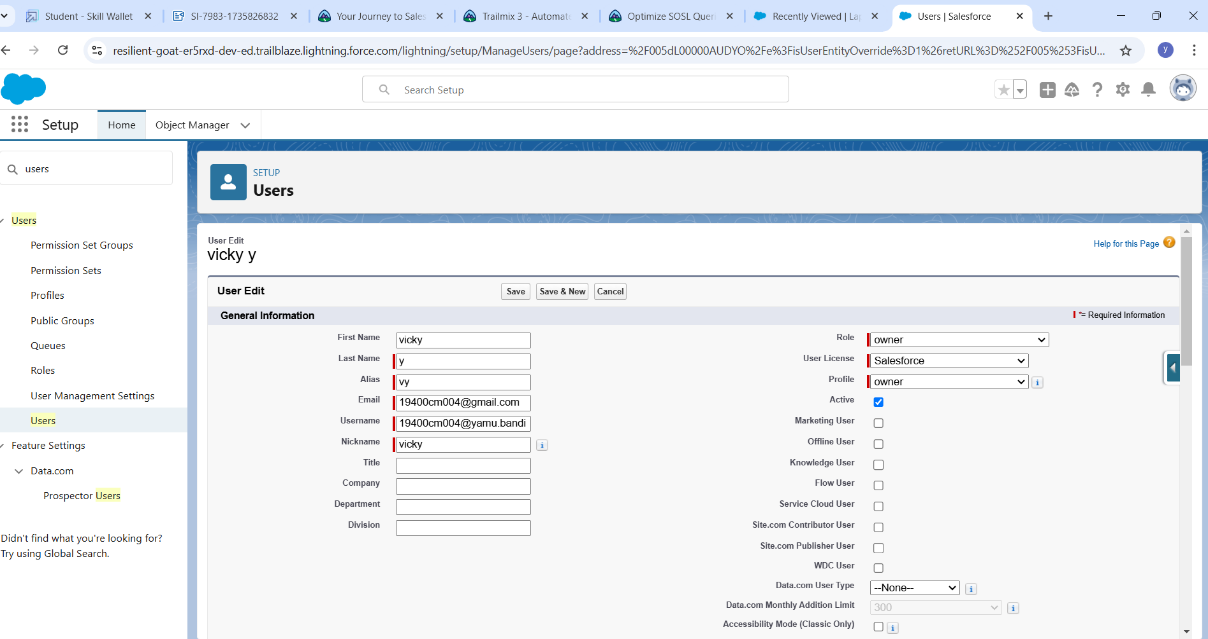 Student - Skill Wallet
SI-7983-1735826832
Your Journey to Sales
Trailmix 3 - Automate
Optimize SOSL Quer
Recently Viewed | La
Users | Salesforce
resilient-goat-er5rxd-dev-ed.trailblaze.lightning.force.com/lightning/setup/ManageUsers/page?address=%2F005dL00000AUDYO%2Fe%3FisUserEntityOverride%3D1%26retURL%3D%252F005%253FisU...
y
Search Setup
Setup
Home
Object Manager
users
Users
Permission Set Groups
Permission Sets
Profiles
Public Groups
Queues
Roles
User Management Settings
Users
Feature Settings
Data.com
Prospector Users
Didn't find what you're looking for?
Try using Global Search.
SETUP
Users
User Edit
vicky y
Help for this Page ?
User Edit
Save
Save & New
Cancel
General Information
= Required Information
First Name vicky
Last Name y
Alias vy
Email 19400cm004@gmail.com
Username 19400cm004@yamu.bandi
Nickname vicky i
Title
Company
Department
Division
Role owner
User License Salesforce
Profile owner i
Active
Marketing User
Offline User
Knowledge User
Flow User
Service Cloud User
Site.com Contributor User
Site.com Publisher User
WDC User
Data.com User Type --None-- i
Data.com Monthly Addition Limit 300 i
Accessibility Mode (Classic Only) i